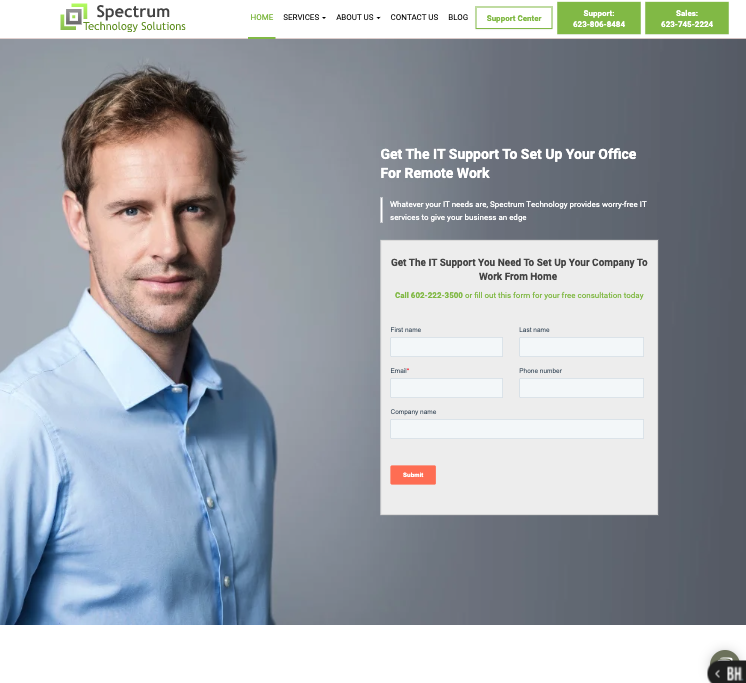 Spectrum
Technology Solutions
HOME SERVICES ABOUT US CONTACT US BLOG
Support Center
Support:
623-806-8484
Sales:
623-745-2224
Get The IT Support To Set Up Your Office
For Remote Work
Whatever your IT needs are, Spectrum Technology provides worry-free IT
services to give your business an edge
Get The IT Support You Need To Set Up Your Company To
Work From Home
Call 602-222-3500 or fill out this form for your free consultation today
First name
Last name
Email*
Phone number
Company name
Submit
BH